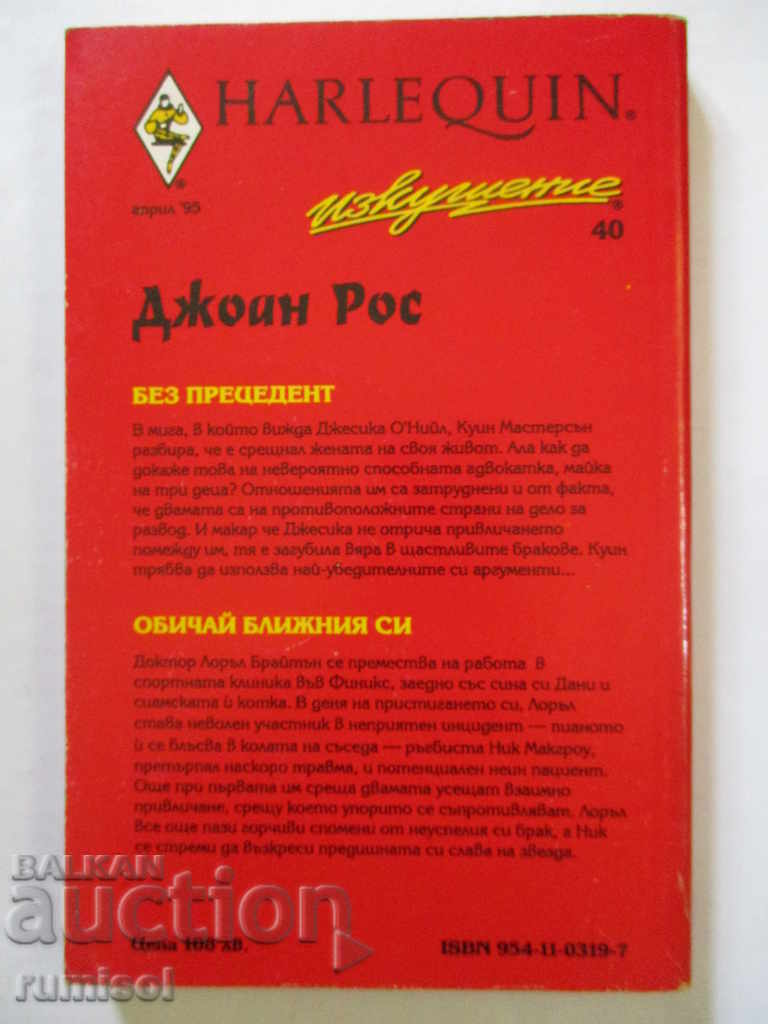 HARLEQUIN®
април '95
изкушение®
40
Джоан Рос
БЕЗ ПРЕЦЕДЕНТ
В мига, в който вижда Джесика О'Нийл, Куин Мастерсън
разбира, че е срещнал жената на своя живот. Ала как да
докаже това на невероятно способната адвокатка, майка
на три деца? Отношенията им са затруднени и от факта,
че двамата са на противоположните страни на дело за
развод. И макар че Джесика не отрича привличането
помежду им, тя е загубила вяра в щастливите бракове. Куин
трябва да използва най-убедителните си аргументи...
ОБИЧАЙ БЛИЖНИЯ СИ
Доктор Лоръл Брайтън се премества на работа в
спортната клиника във Финикс, заедно със сина си Дани и
сиамската ѝ котка. В деня на пристигането си, Лоръл
става неволен участник в неприятен инцидент — пианото
ѝ се блъсва в колата на съседа — ръгбиста Ник Макгроу,
претърпял наскоро травма, и потенциален неин пациент.
Още при първата им среща двамата усещат взаимно
привличане, срещу което упорито се съпротивляват. Лоръл
все още пази горчиви спомени от неуспелия си брак, а Ник
се стреми да възкреси предишната си слава на звезда.
BALKAN
auction
Цена 108 лв.
ISBN 954-11-0319-7
rumisol